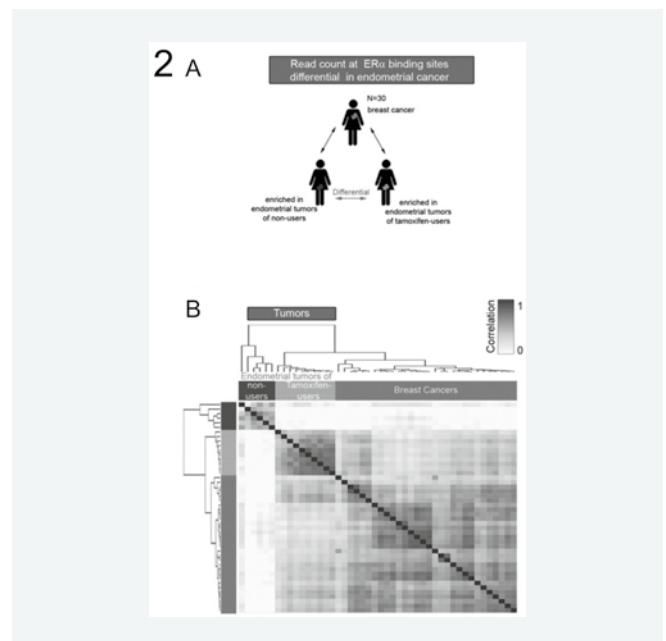 2 A
Read count at ERα binding sites
differential in endometrial cancer
N=30
breast cancer
Differential
enriched in
endometrial tumors
of non-users
enriched in
endometrial tumors
of tamoxifen-users
B
Tumors
Correlation
1
0
Endometrial tumors of
non-
users
Tamoxifen-
users
Breast Cancers